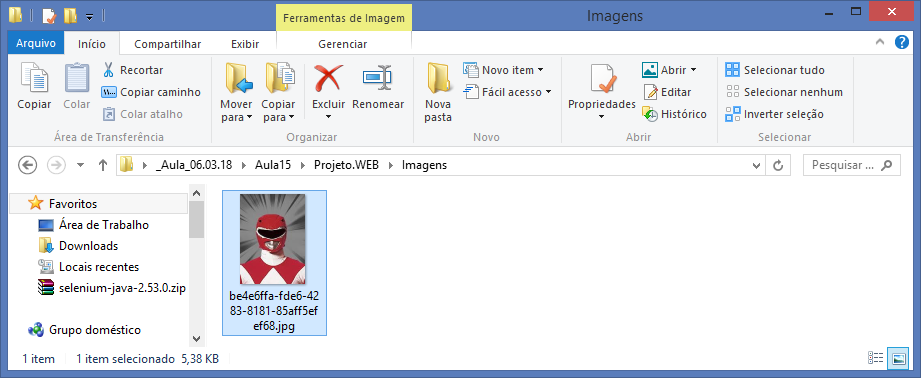 Ferramentas de Imagem
Imagens
Arquivo Início Compartilhar Exibir Gerenciar
Copiar
Colar
Recortar
Copiar caminho
Colar atalho
Área de Transferência
Mover para
Copiar para
Excluir
Renomear
Organizar
Nova pasta
Novo item
Fácil acesso
Novo
Propriedades
Abrir
Editar
Histórico
Abrir
Selecionar tudo
Selecionar nenhum
Inverter seleção
Selecionar
_Aula_06.03.18 Aula15 Projeto.WEB Imagens
Pesquisar ...
Favoritos
Área de Trabalho
Downloads
Locais recentes
selenium-java-2.53.0.zip
Grupo doméstico
be4e6ffa-fde6-42
83-8181-85aff5ef
ef68.jpg
1 item 1 item selecionado 5,38 KB